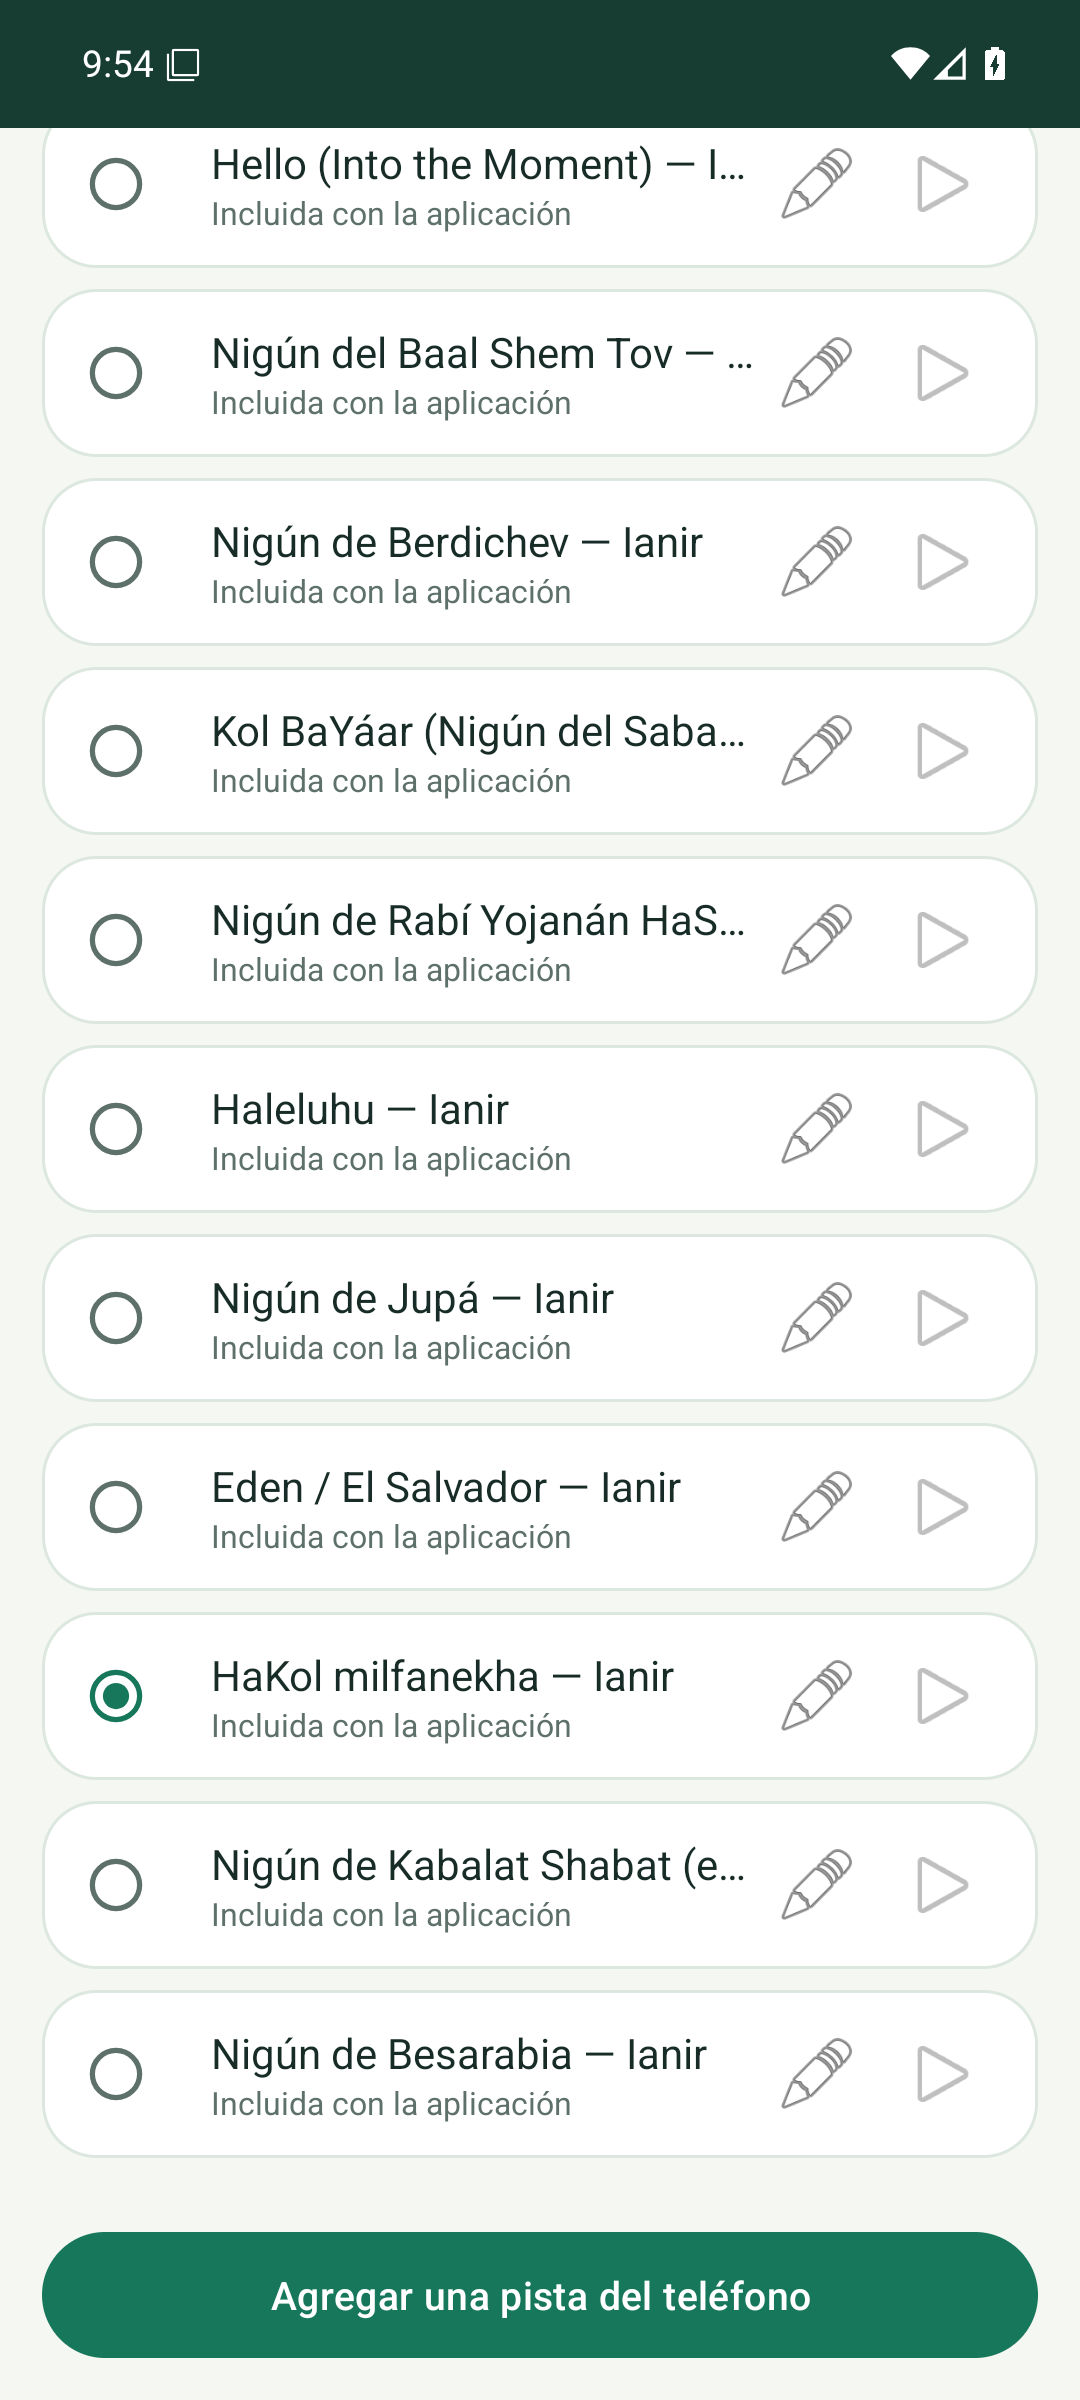 9:54
Hello (Into the Moment) — I…
Incluida con la aplicación
Nigún del Baal Shem Tov — …
Incluida con la aplicación
Nigún de Berdichev — Ianir
Incluida con la aplicación
Kol BaYáar (Nigún del Saba…
Incluida con la aplicación
Nigún de Rabí Yojanán HaS…
Incluida con la aplicación
Haleluhu — Ianir
Incluida con la aplicación
Nigún de Jupá — Ianir
Incluida con la aplicación
Eden / El Salvador — Ianir
Incluida con la aplicación
HaKol milfanekha — Ianir
Incluida con la aplicación
Nigún de Kabalat Shabat (e…
Incluida con la aplicación
Nigún de Besarabia — Ianir
Incluida con la aplicación
Agregar una pista del teléfono